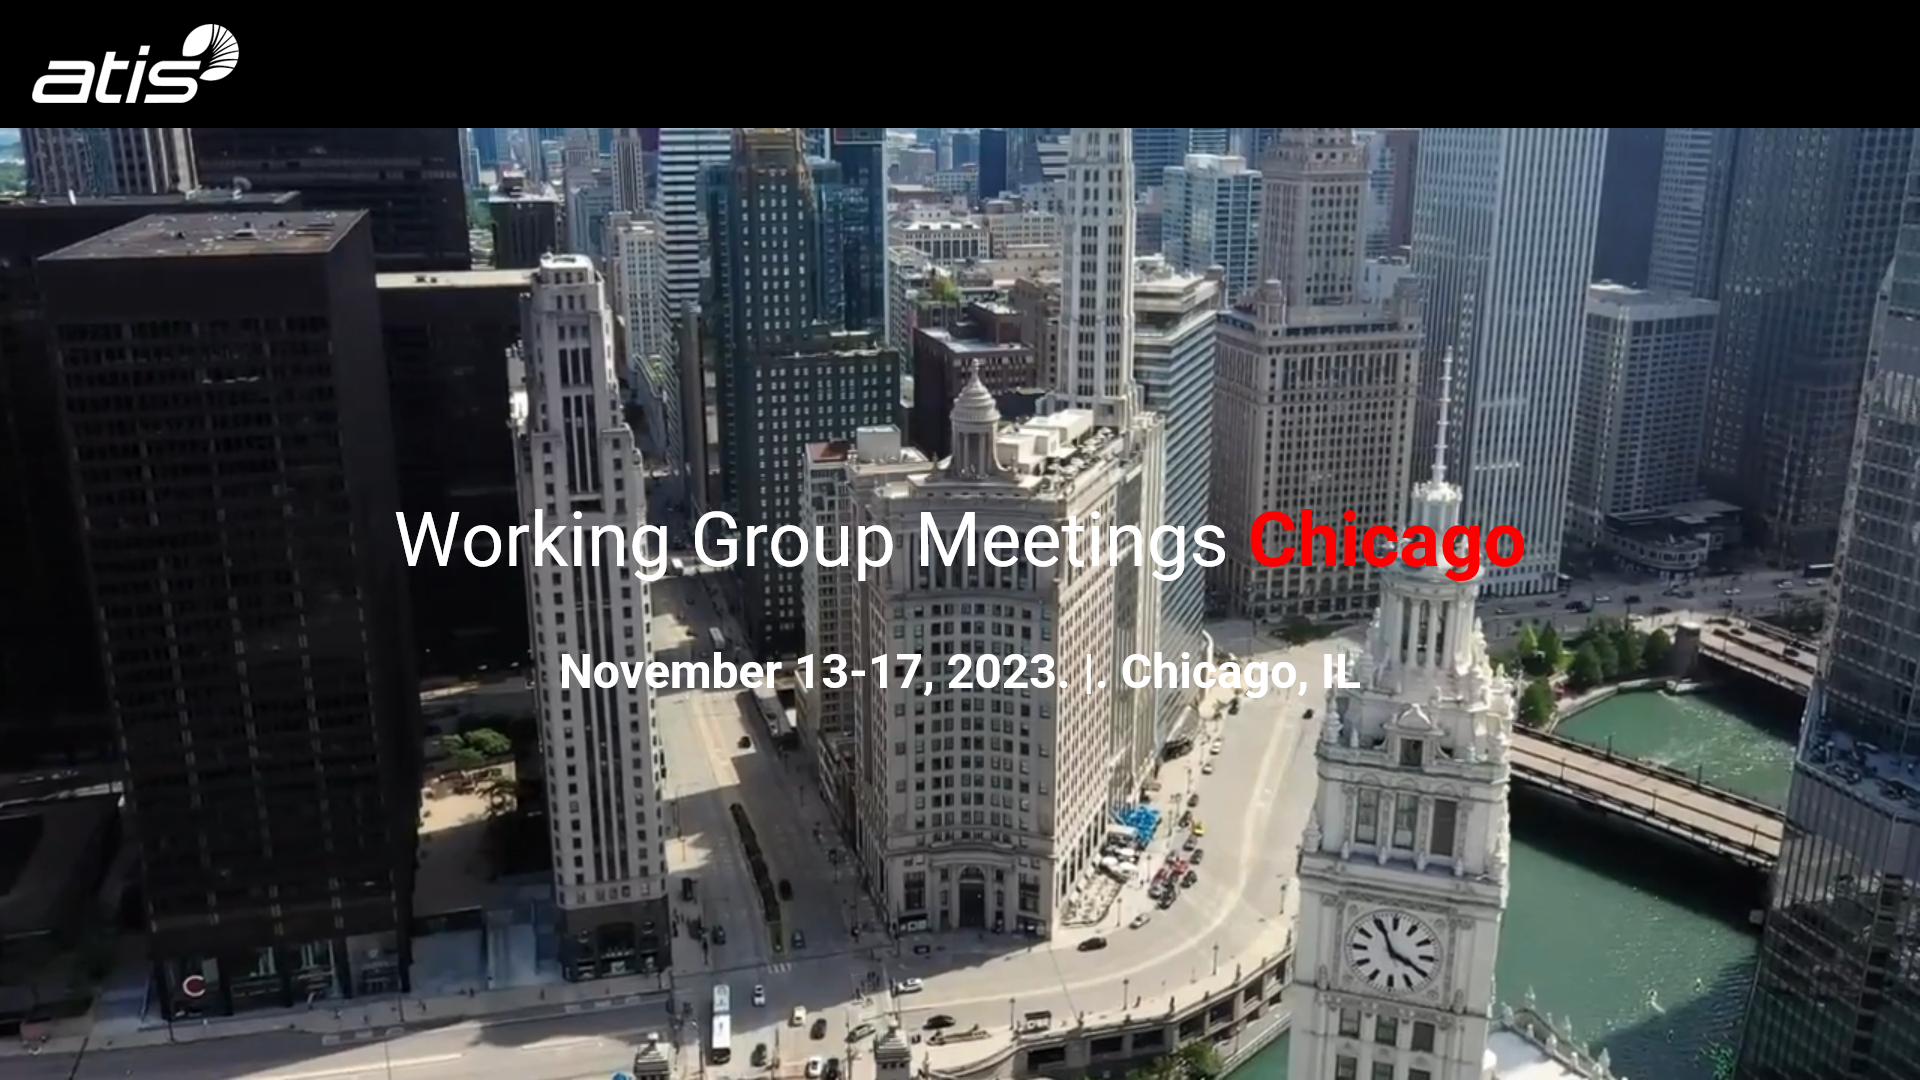 atis
Working Group Meetings Chicago
November 13-17, 2023. |. Chicago, IL